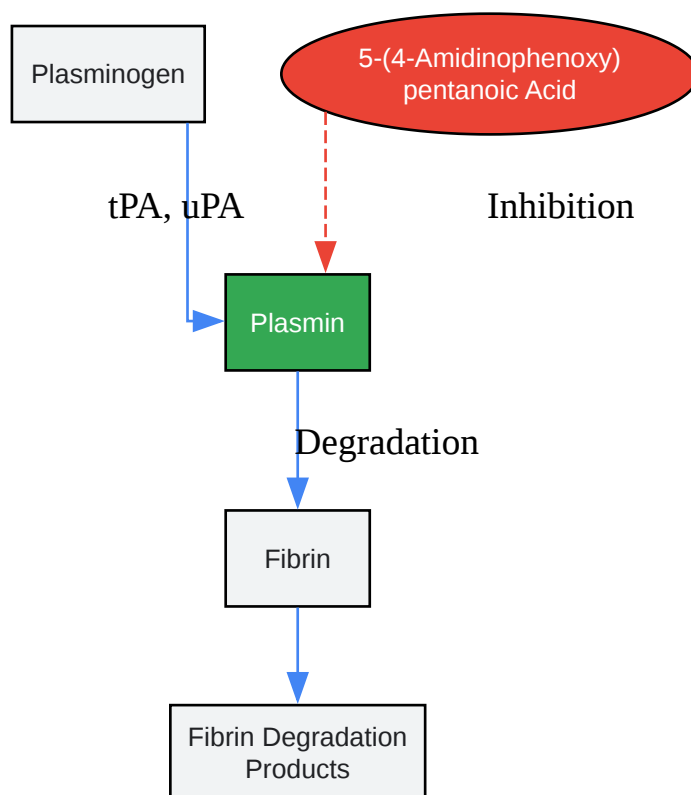 Plasminogen
5-(4-Amidinophenoxy)
pentanoic Acid
tPA, uPA
Inhibition
Plasmin
Degradation
Fibrin
Fibrin Degradation
Products